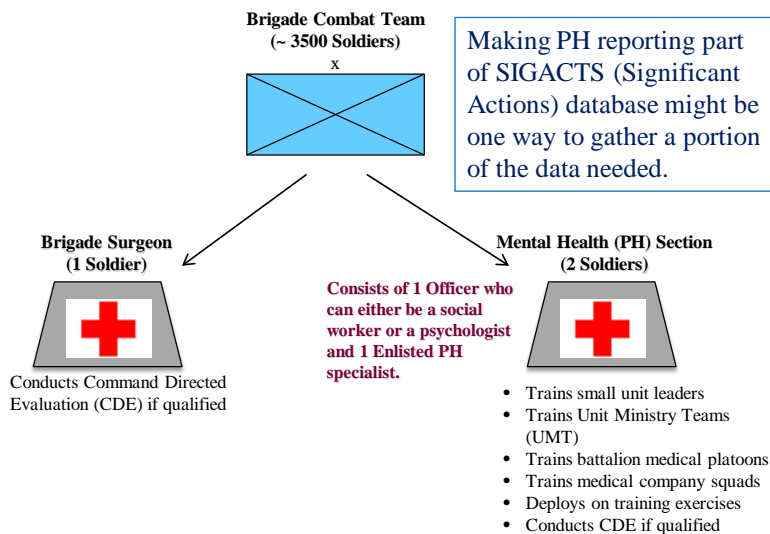 Brigade Combat Team
(~ 3500 Soldiers)
x
Making PH reporting part
of SIGACTS (Significant
Actions) database might be
one way to gather a portion
of the data needed.
Brigade Surgeon
(1 Soldier)
Conducts Command Directed
Evaluation (CDE) if qualified
Mental Health (PH) Section
(2 Soldiers)
Consists of 1 Officer who
can either be a social
worker or a psychologist
and 1 Enlisted PH
specialist.
• Trains small unit leaders
• Trains Unit Ministry Teams
(UMT)
• Trains battalion medical platoons
• Trains medical company squads
• Deploys on training exercises
• Conducts CDE if qualified